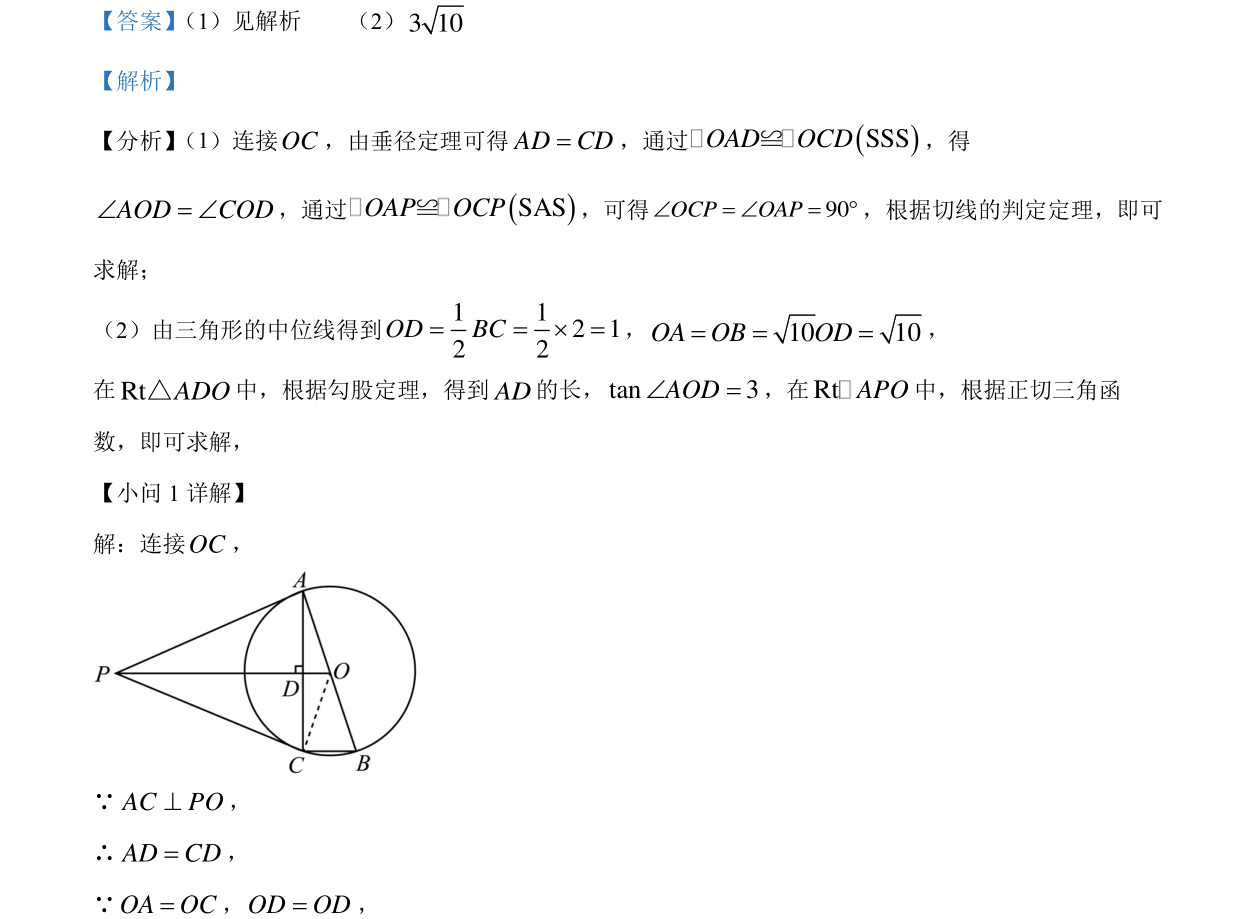 【答案】（1）见解析  （2）3√10
【解析】
【分析】（1）连接OC，由垂径定理可得AD=CD，通过□OAD≌□OCD(SSS)，得
∠AOD=∠COD，通过□OAP≌□OCP(SAS)，可得∠OCP=∠OAP=90°，根据切线的判定定理，即可
求解；
（2）由三角形的中位线得到OD=1/2 BC=1/2×2=1，OA=OB=√10OD=√10，
在Rt△ADO中，根据勾股定理，得到AD的长，tan∠AOD=3，在Rt□APO中，根据正切三角函
数，即可求解，
【小问1详解】
解：连接OC，
A
P
O
D
C
B
∵AC⊥PO，
∴AD=CD，
∵OA=OC，OD=OD，